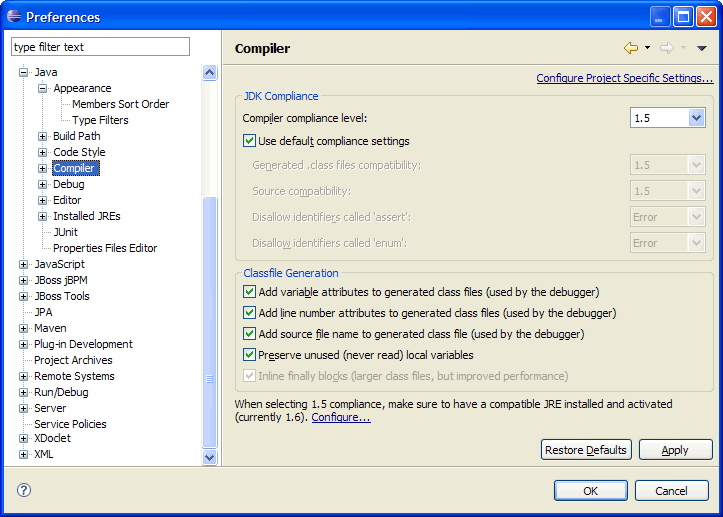 Preferences
type filter text
Java
Appearance
Members Sort Order
Type Filters
Build Path
Code Style
Compiler
Debug
Editor
Installed JREs
JUnit
Properties Files Editor
JavaScript
JBoss jBPM
JBoss Tools
JPA
Maven
Plug-in Development
Project Archives
Remote Systems
Run/Debug
Server
Service Policies
XDoclet
XML
Compiler
Configure Project Specific Settings...
JDK Compliance
Compiler compliance level: 1.5
Use default compliance settings
Generated .class files compatibility: 1.5
Source compatibility: 1.5
Disallow identifiers called 'assert': Error
Disallow identifiers called 'enum': Error
Classfile Generation
Add variable attributes to generated class files (used by the debugger)
Add line number attributes to generated class files (used by the debugger)
Add source file name to generated class file (used by the debugger)
Preserve unused (never read) local variables
Inline finally blocks (larger class files, but improved performance)
When selecting 1.5 compliance, make sure to have a compatible JRE installed and activated
(currently 1.6). Configure...
Restore Defaults Apply
? OK Cancel